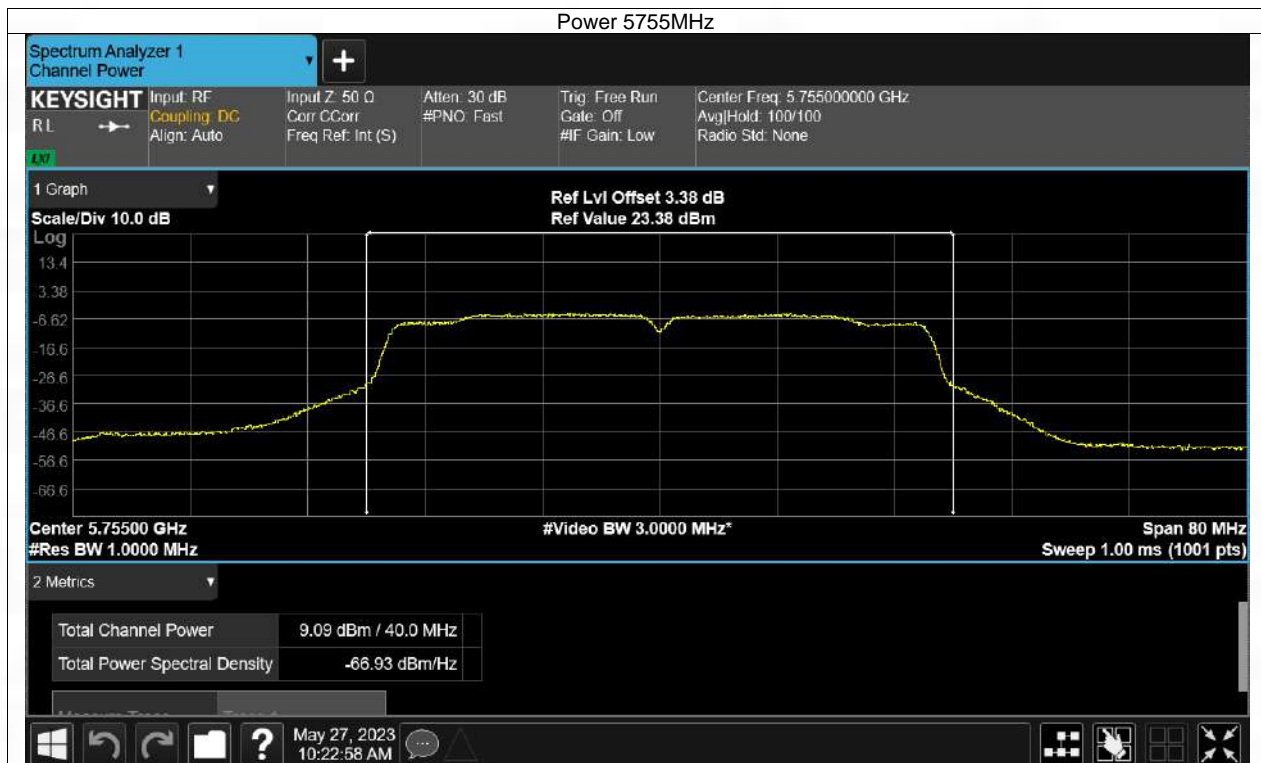 Power 5755MHz
Spectrum Analyzer 1
Channel Power
+
KEYSIGHT
RL
LXI
Input: RF
Coupling: DC
Align: Auto
Input Z: 50 Ω
Corr CCorr
Freq Ref: Int (S)
Atten: 30 dB
#PNO: Fast
Trig: Free Run
Gate: Off
#IF Gain: Low
Center Freq: 5.755000000 GHz
Avg|Hold: 100/100
Radio Std: None
1 Graph
Scale/Div 10.0 dB
Ref Lvl Offset 3.38 dB
Ref Value 23.38 dBm
Log
13.4
3.38
-6.62
-16.6
-26.6
-36.6
-46.6
-56.6
-66.6
Center 5.75500 GHz
#Res BW 1.0000 MHz
#Video BW 3.0000 MHz*
Span 80 MHz
Sweep 1.00 ms (1001 pts)
2 Metrics
Total Channel Power 9.09 dBm / 40.0 MHz
Total Power Spectral Density -66.93 dBm/Hz
?
May 27, 2023
10:22:58 AM